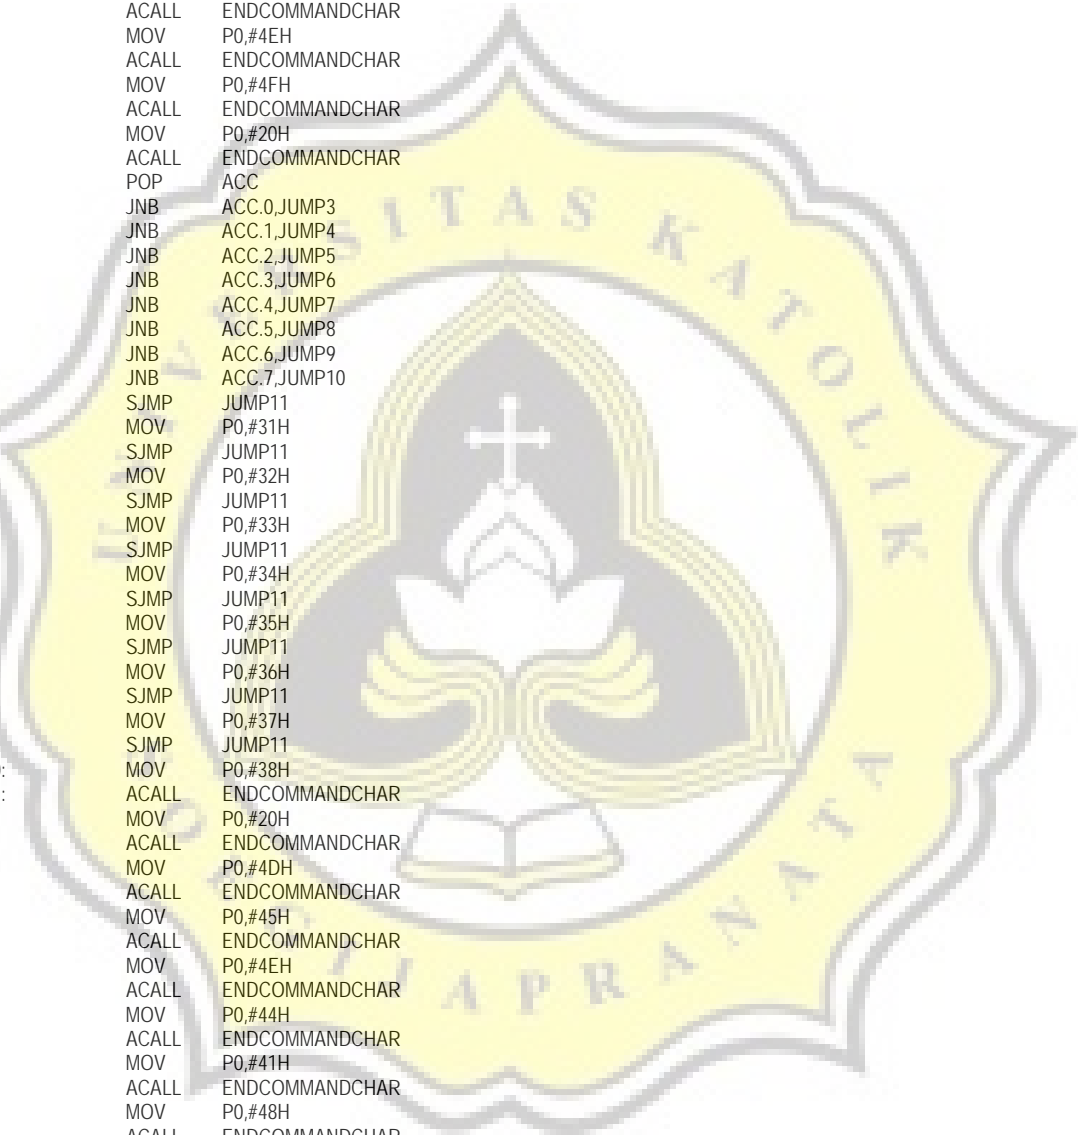 ACALL ENDCOMMANDCHAR
MOV P0,#4EH
ACALL ENDCOMMANDCHAR
MOV P0,#4FH
ACALL ENDCOMMANDCHAR
MOV P0,#20H
ACALL ENDCOMMANDCHAR
POP ACC
JNB ACC.0,JUMP3
JNB ACC.1,JUMP4
JNB ACC.2,JUMP5
JNB ACC.3,JUMP6
JNB ACC.4,JUMP7
JNB ACC.5,JUMP8
JNB ACC.6,JUMP9
JNB ACC.7,JUMP10
SJMP JUMP11
MOV P0,#31H
SJMP JUMP11
MOV P0,#32H
SJMP JUMP11
MOV P0,#33H
SJMP JUMP11
MOV P0,#34H
SJMP JUMP11
MOV P0,#35H
SJMP JUMP11
MOV P0,#36H
SJMP JUMP11
MOV P0,#37H
SJMP JUMP11
: MOV P0,#38H
: ACALL ENDCOMMANDCHAR
MOV P0,#20H
ACALL ENDCOMMANDCHAR
MOV P0,#4DH
ACALL ENDCOMMANDCHAR
MOV P0,#45H
ACALL ENDCOMMANDCHAR
MOV P0,#4EH
ACALL ENDCOMMANDCHAR
MOV P0,#44H
ACALL ENDCOMMANDCHAR
MOV P0,#41H
ACALL ENDCOMMANDCHAR
MOV P0,#48H
ACALL ENDCOMMANDCHAR
KATOLIK